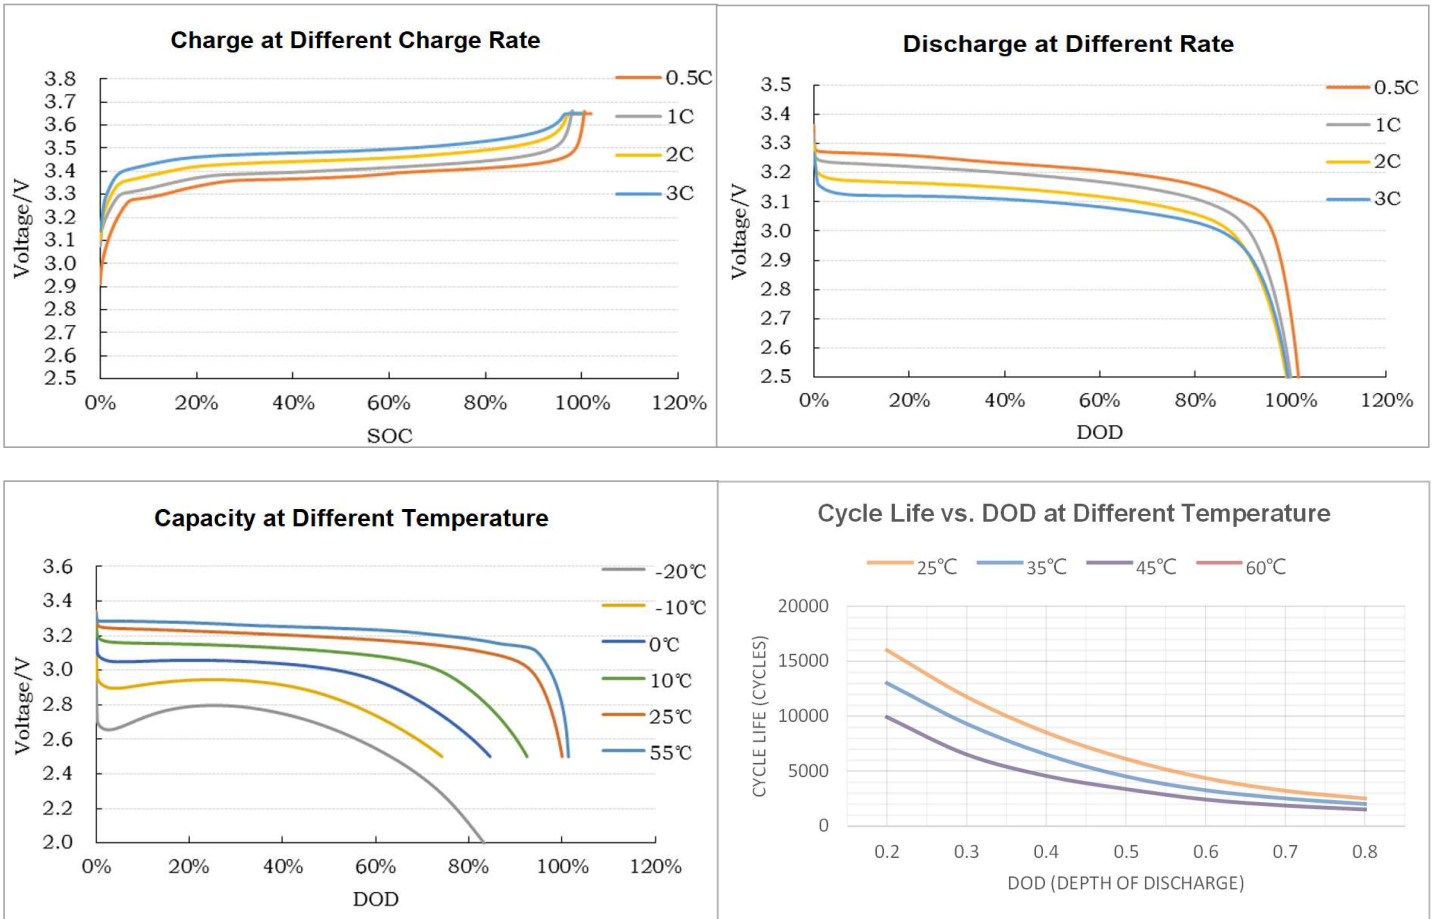 Charge at Different Charge Rate
3.8
3.7
3.6
3.5
3.4
3.3
3.2
3.1
3.0
2.9
2.8
2.7
2.6
2.5
Voltage/V
0% 20% 40% 60% 80% 100% 120%
SOC
0.5C
1C
2C
3C
Discharge at Different Rate
3.5
3.4
3.3
3.2
3.1
3.0
2.9
2.8
2.7
2.6
2.5
Voltage/V
0% 20% 40% 60% 80% 100% 120%
DOD
0.5C
1C
2C
3C
Capacity at Different Temperature
3.6
3.4
3.2
3.0
2.8
2.6
2.4
2.2
2.0
Voltage/V
0% 20% 40% 60% 80% 100% 120%
DOD
-20℃
-10℃
0℃
10℃
25℃
55℃
Cycle Life vs. DOD at Different Temperature
25℃ 35℃ 45℃ 60℃
20000
15000
10000
5000
0
CYCLE LIFE (CYCLES)
0.2 0.3 0.4 0.5 0.6 0.7 0.8
DOD (DEPTH OF DISCHARGE)